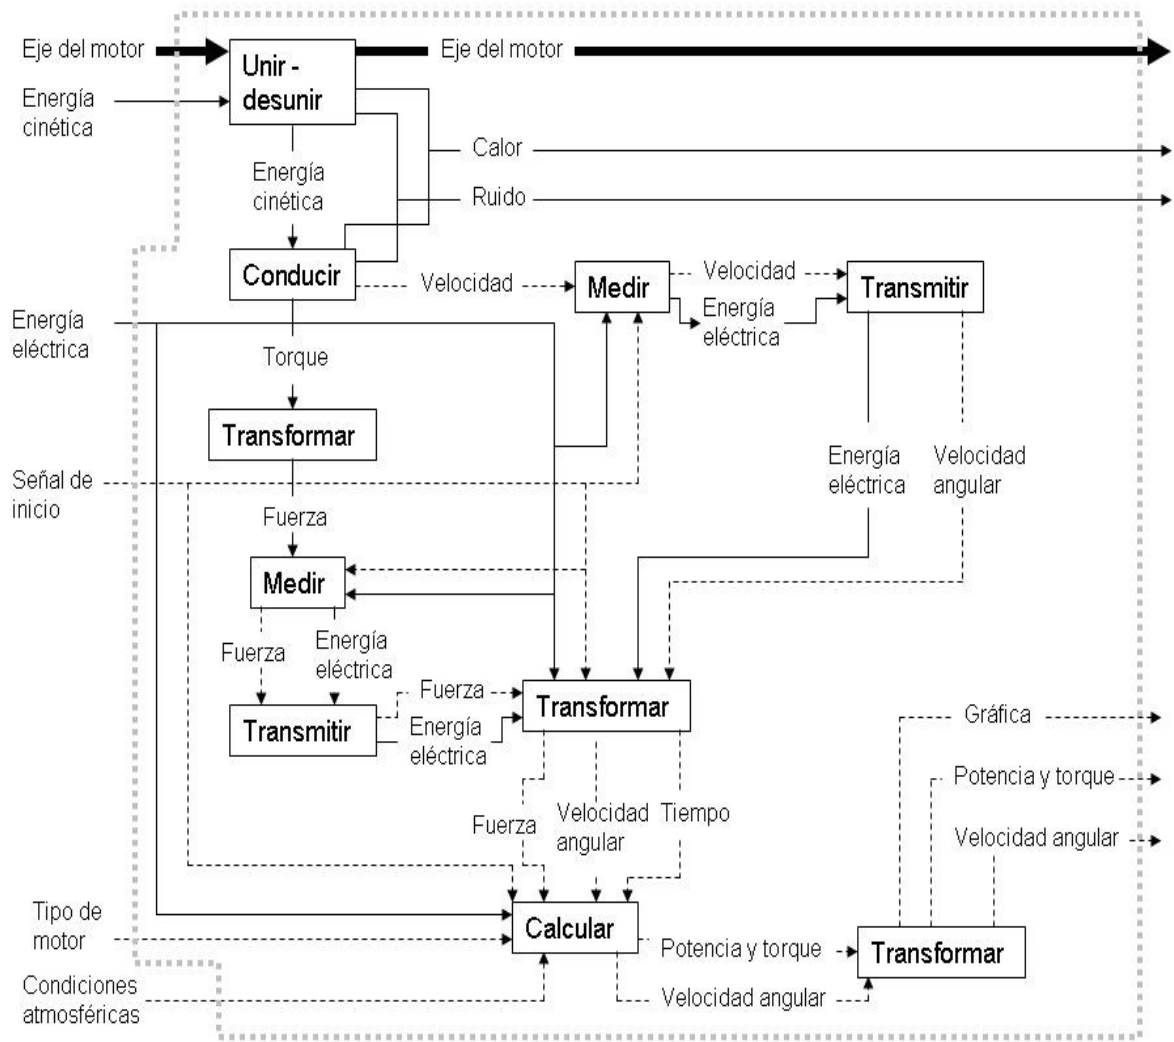 Eje del motor
Unir -
desunir
Eje del motor
Energía
cinética
Calor
Energía
cinética
Ruido
Conducir
Velocidad
Medir
Velocidad
Energía
eléctrica
Transmitir
Energía
eléctrica
Torque
Transformar
Energía
eléctrica
Velocidad
angular
Señal de
inicio
Fuerza
Medir
Fuerza
Energía
eléctrica
Transmitir
Fuerza
Energía
eléctrica
Transformar
Gráfica
Potencia y torque
Fuerza
Velocidad
angular
Tiempo
Velocidad angular
Tipo de
motor
Calcular
Potencia y torque
Transformar
Condiciones
atmosféricas
Velocidad angular